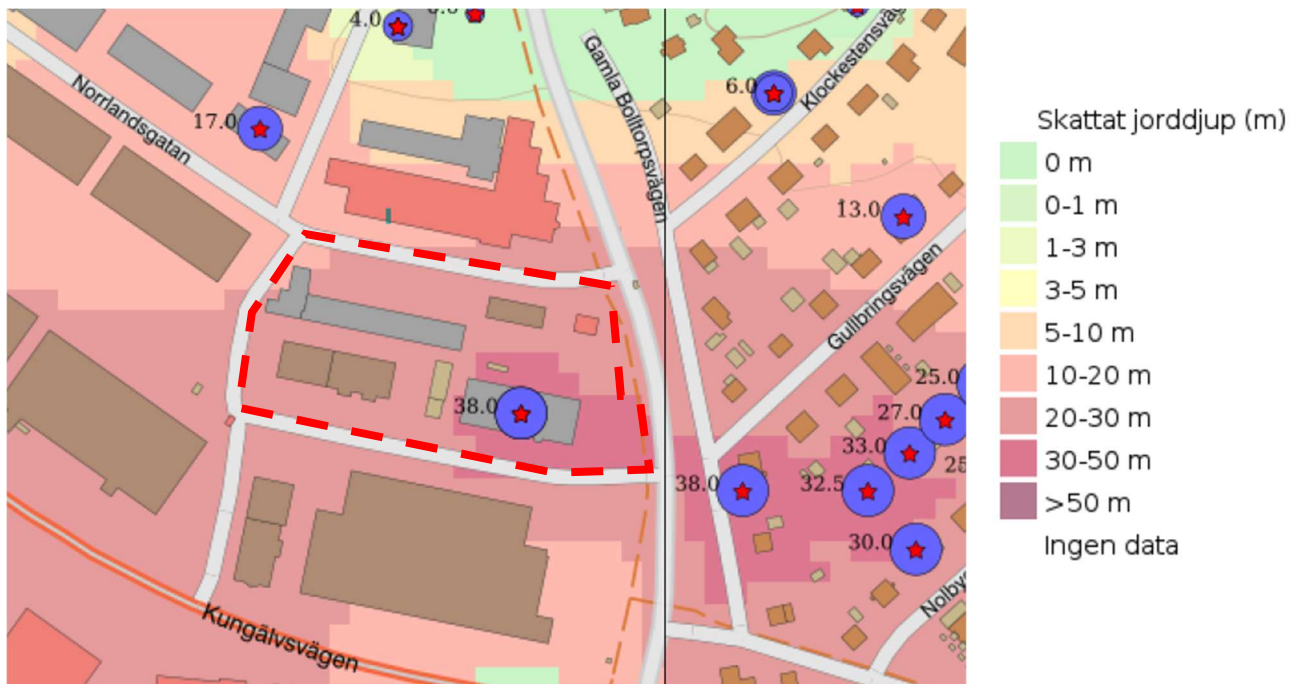 4.0
Norrlandsgatan
17.0
Gamla Bolltorpsvägen
6.0
Klockestensväg
13.0
Gullbringsvägen
38.0
25.0
27.0
33.0
25
38.0
32.5
30.0
Nolby
Kungälvsvägen
Skattat jorddjup (m)
0 m
0-1 m
1-3 m
3-5 m
5-10 m
10-20 m
20-30 m
30-50 m
>50 m
Ingen data